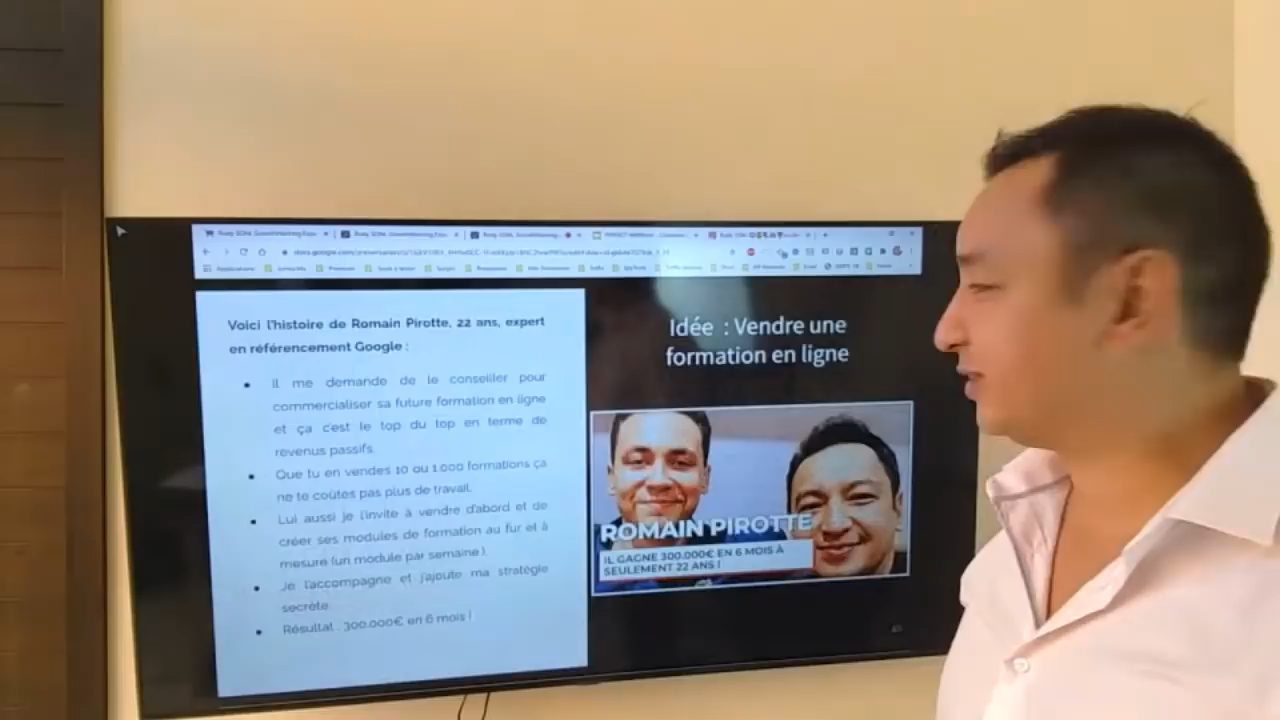 Applications
Voici l'histoire de Romain Pirotte, 22 ans, expert
en référencement Google :
Il me demande de le conseiller pour
commercialiser sa future formation en ligne
et ça c'est le top du top en terme de
revenus passifs.
Que tu en vendes 10 ou 1.000 formations ça
ne te coûtes pas plus de travail.
Lui aussi je l'invite à vendre d'abord et de
créer ses modules de formation au fur et à
mesure (un module par semaine).
Je l'accompagne et j'ajoute ma stratégie
secrète.
Résultat : 300.000€ en 6 mois !
Idée : Vendre une
formation en ligne
ROMAIN PIROTTE
IL GAGNE 300.000€ EN 6 MOIS À
SEULEMENT 22 ANS !